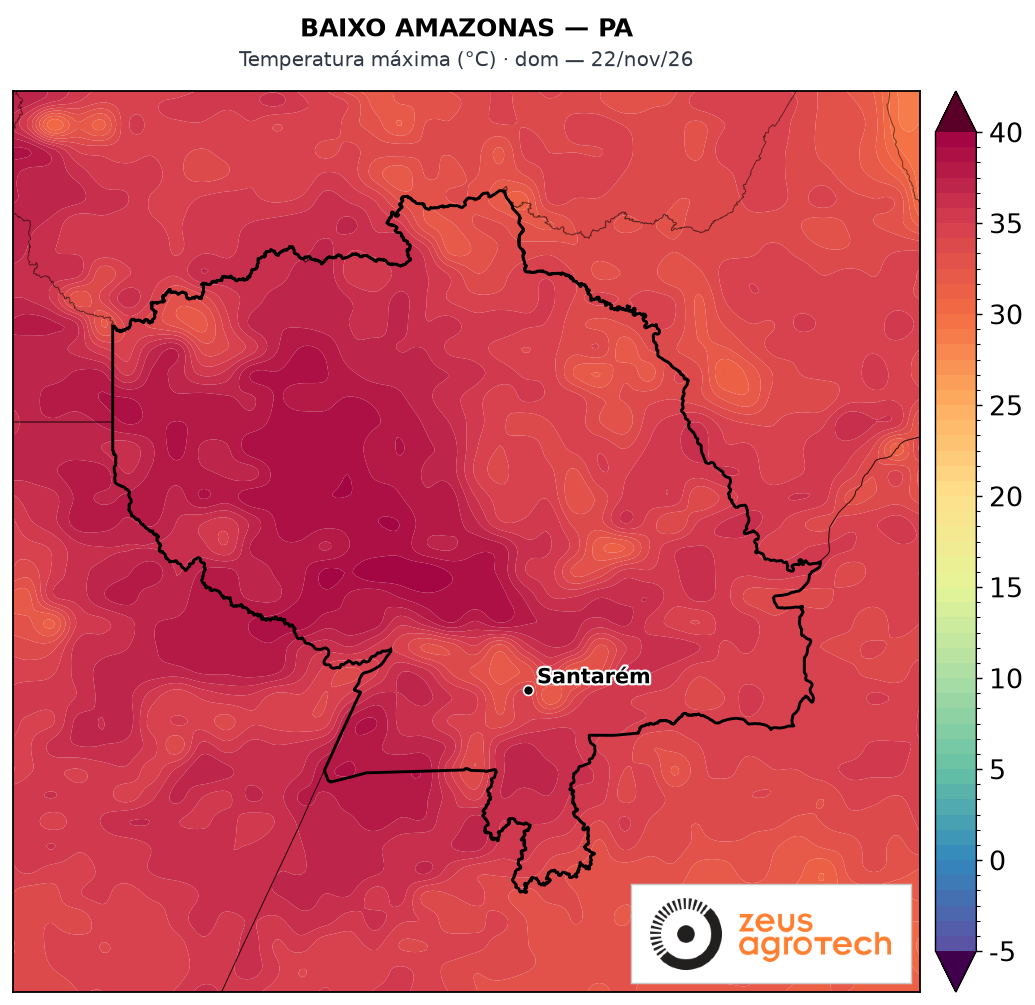 BAIXO AMAZONAS — PA
Temperatura máxima (°C) · dom — 22/nov/26
40
35
30
25
20
15
10
5
0
-5
Santarém
zeus
agrotech